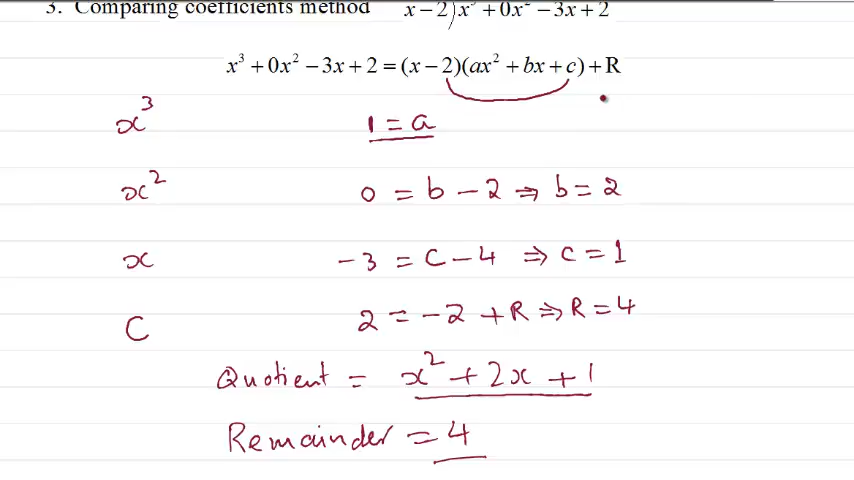 3. Comparing coefficients method x−2)x³+0x²−3x+2
x³+0x²−3x+2=(x−2)(ax²+bx+c)+R
x³ 1=a
x² 0=b−2⇒b=2
x −3=c−4⇒c=1
C 2=−2+R⇒R=4
Quotient = x²+2x+1
Remainder = 4